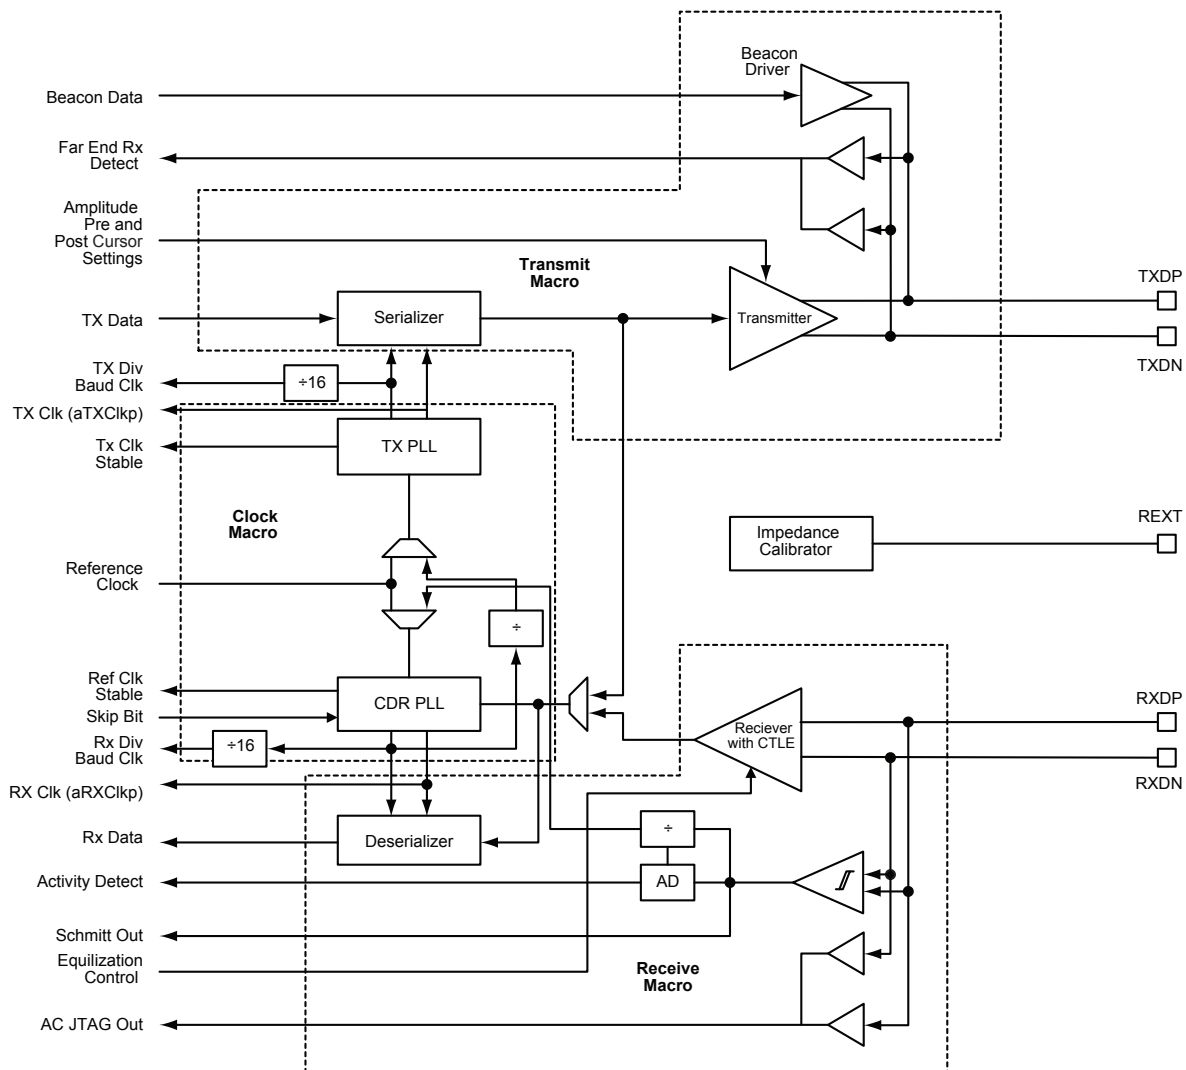 Beacon
Driver
Beacon Data
Far End Rx
Detect
Amplitude
Pre and
Post Cursor
Settings
Transmit
Macro
TXDP
TX Data
Serializer
Transmitter
TXDN
TX Div
Baud Clk
÷16
TX Clk (aTXClkp)
Tx Clk
Stable
TX PLL
Clock
Macro
Impedance
Calibrator
REXT
Reference
Clock
÷
Ref Clk
Stable
CDR PLL
Skip Bit
Rx Div
Baud Clk
÷16
Reciever
with CTLE
RXDP
RXDN
RX Clk (aRXClkp)
Rx Data
Deserializer
÷
Activity Detect
AD
Schmitt Out
Equilization
Control
Receive
Macro
AC JTAG Out